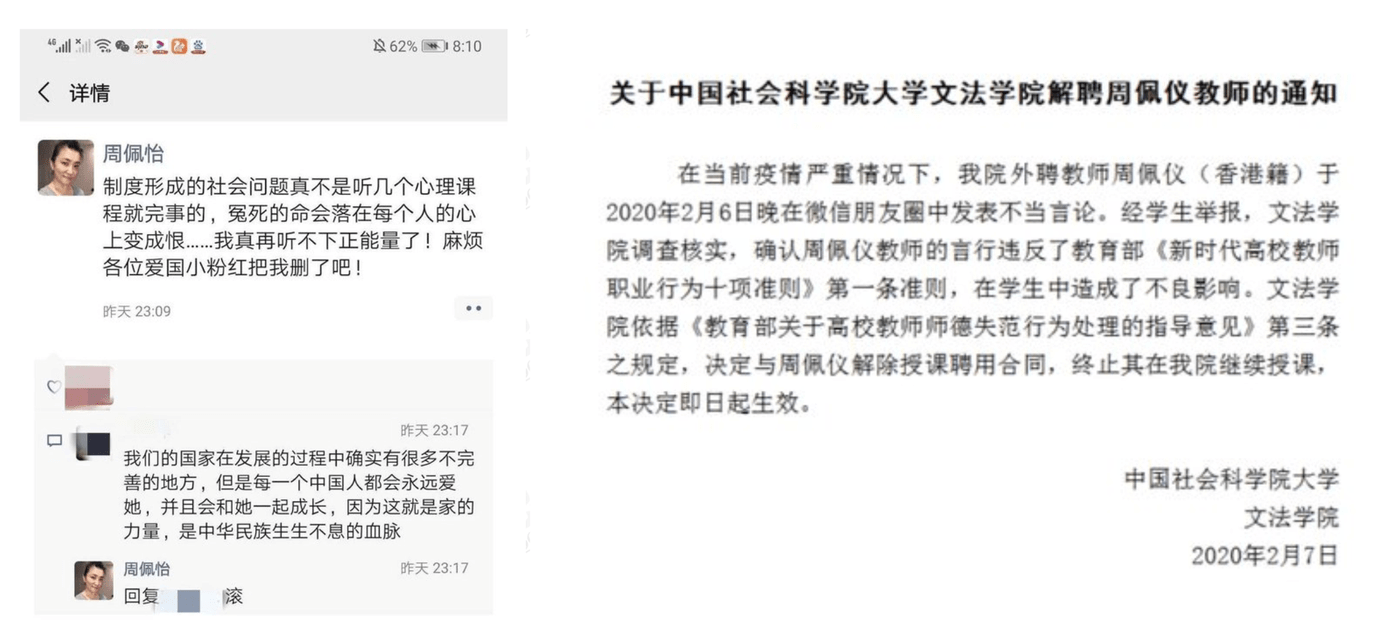 4G
62%
8:10
详情
周佩怡
制度形成的社会问题真不是听几个心理课
程就完事的，冤死的命会落在每个人的心
上变成恨......我真再听不下正能量了！麻烦
各位爱国小粉红把我删了吧！
昨天 23:09
昨天 23:17
我们的国家在发展的过程中确实有很多不完
善的地方，但是每一个中国人都会永远爱
她，并且会和她一起成长，因为这就是家的
力量，是中华民族生生不息的血脉
周佩怡
昨天 23:17
回复
滚
关于中国社会科学院大学文法学院解聘周佩仪教师的通知
在当前疫情严重情况下，我院外聘教师周佩仪（香港籍）于
2020年2月6日晚在微信朋友圈中发表不当言论。经学生举报，文法学
院调查核实，确认周佩仪教师的言行违反了教育部《新时代高校教师
职业行为十项准则》第一条准则，在学生中造成了不良影响。文法学
院依据《教育部关于高校教师师德失范行为处理的指导意见》第三条
之规定，决定与周佩仪解除授课聘用合同，终止其在我院继续授课，
本决定即日起生效。
中国社会科学院大学
文法学院
2020年2月7日